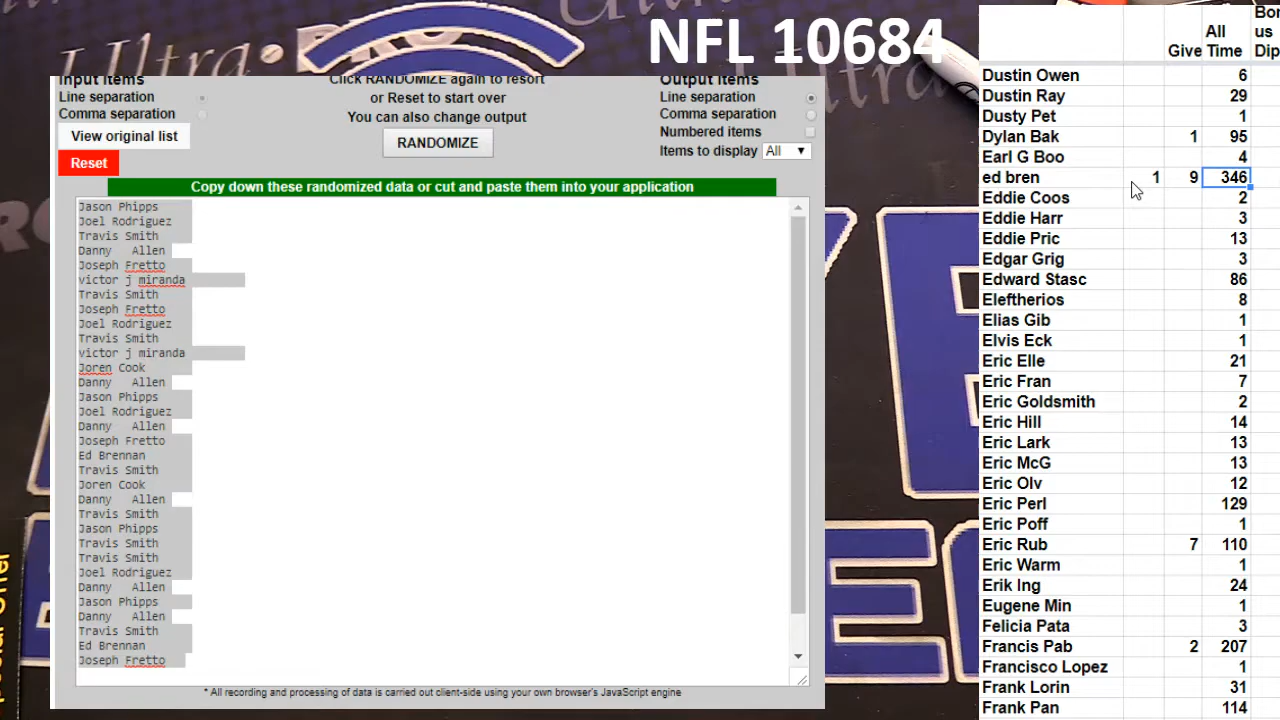 NFL 10684
Input Items
Line separation
Comma separation
View original list
Reset
Click RANDOMIZE again to resort
or Reset to start over
You can also change output
RANDOMIZE
Output Items
Line separation
Comma separation
Numbered items
Items to display All
Copy down these randomized data or cut and paste them into your application
Jason Phipps
Joel Rodriguez
Travis Smith
Danny Allen
Joseph Fretto
victor j miranda
Travis Smith
Joseph Fretto
Joel Rodriguez
Travis Smith
victor j miranda
Joren Cook
Danny Allen
Jason Phipps
Joel Rodriguez
Danny Allen
Joseph Fretto
Ed Brennan
Travis Smith
Joren Cook
Danny Allen
Travis Smith
Jason Phipps
Travis Smith
Travis Smith
Joel Rodriguez
Danny Allen
Jason Phipps
Danny Allen
Travis Smith
Ed Brennan
Joseph Fretto
* All recording and processing of data is carried out client-side using your own browser's JavaScript engine
Give
All Time
Bon
us
Dip
Dustin Owen 6
Dustin Ray 29
Dusty Pet 1
Dylan Bak 1 95
Earl G Boo 4
ed bren 1 9 346
Eddie Coos 2
Eddie Harr 3
Eddie Pric 13
Edgar Grig 3
Edward Stasc 86
Eleftherios 8
Elias Gib 1
Elvis Eck 1
Eric Elle 21
Eric Fran 7
Eric Goldsmith 2
Eric Hill 14
Eric Lark 13
Eric McG 13
Eric Olv 12
Eric Perl 129
Eric Poff 1
Eric Rub 7 110
Eric Warm 1
Erik Ing 24
Eugene Min 1
Felicia Pata 3
Francis Pab 2 207
Francisco Lopez 1
Frank Lorin 31
Frank Pan 114